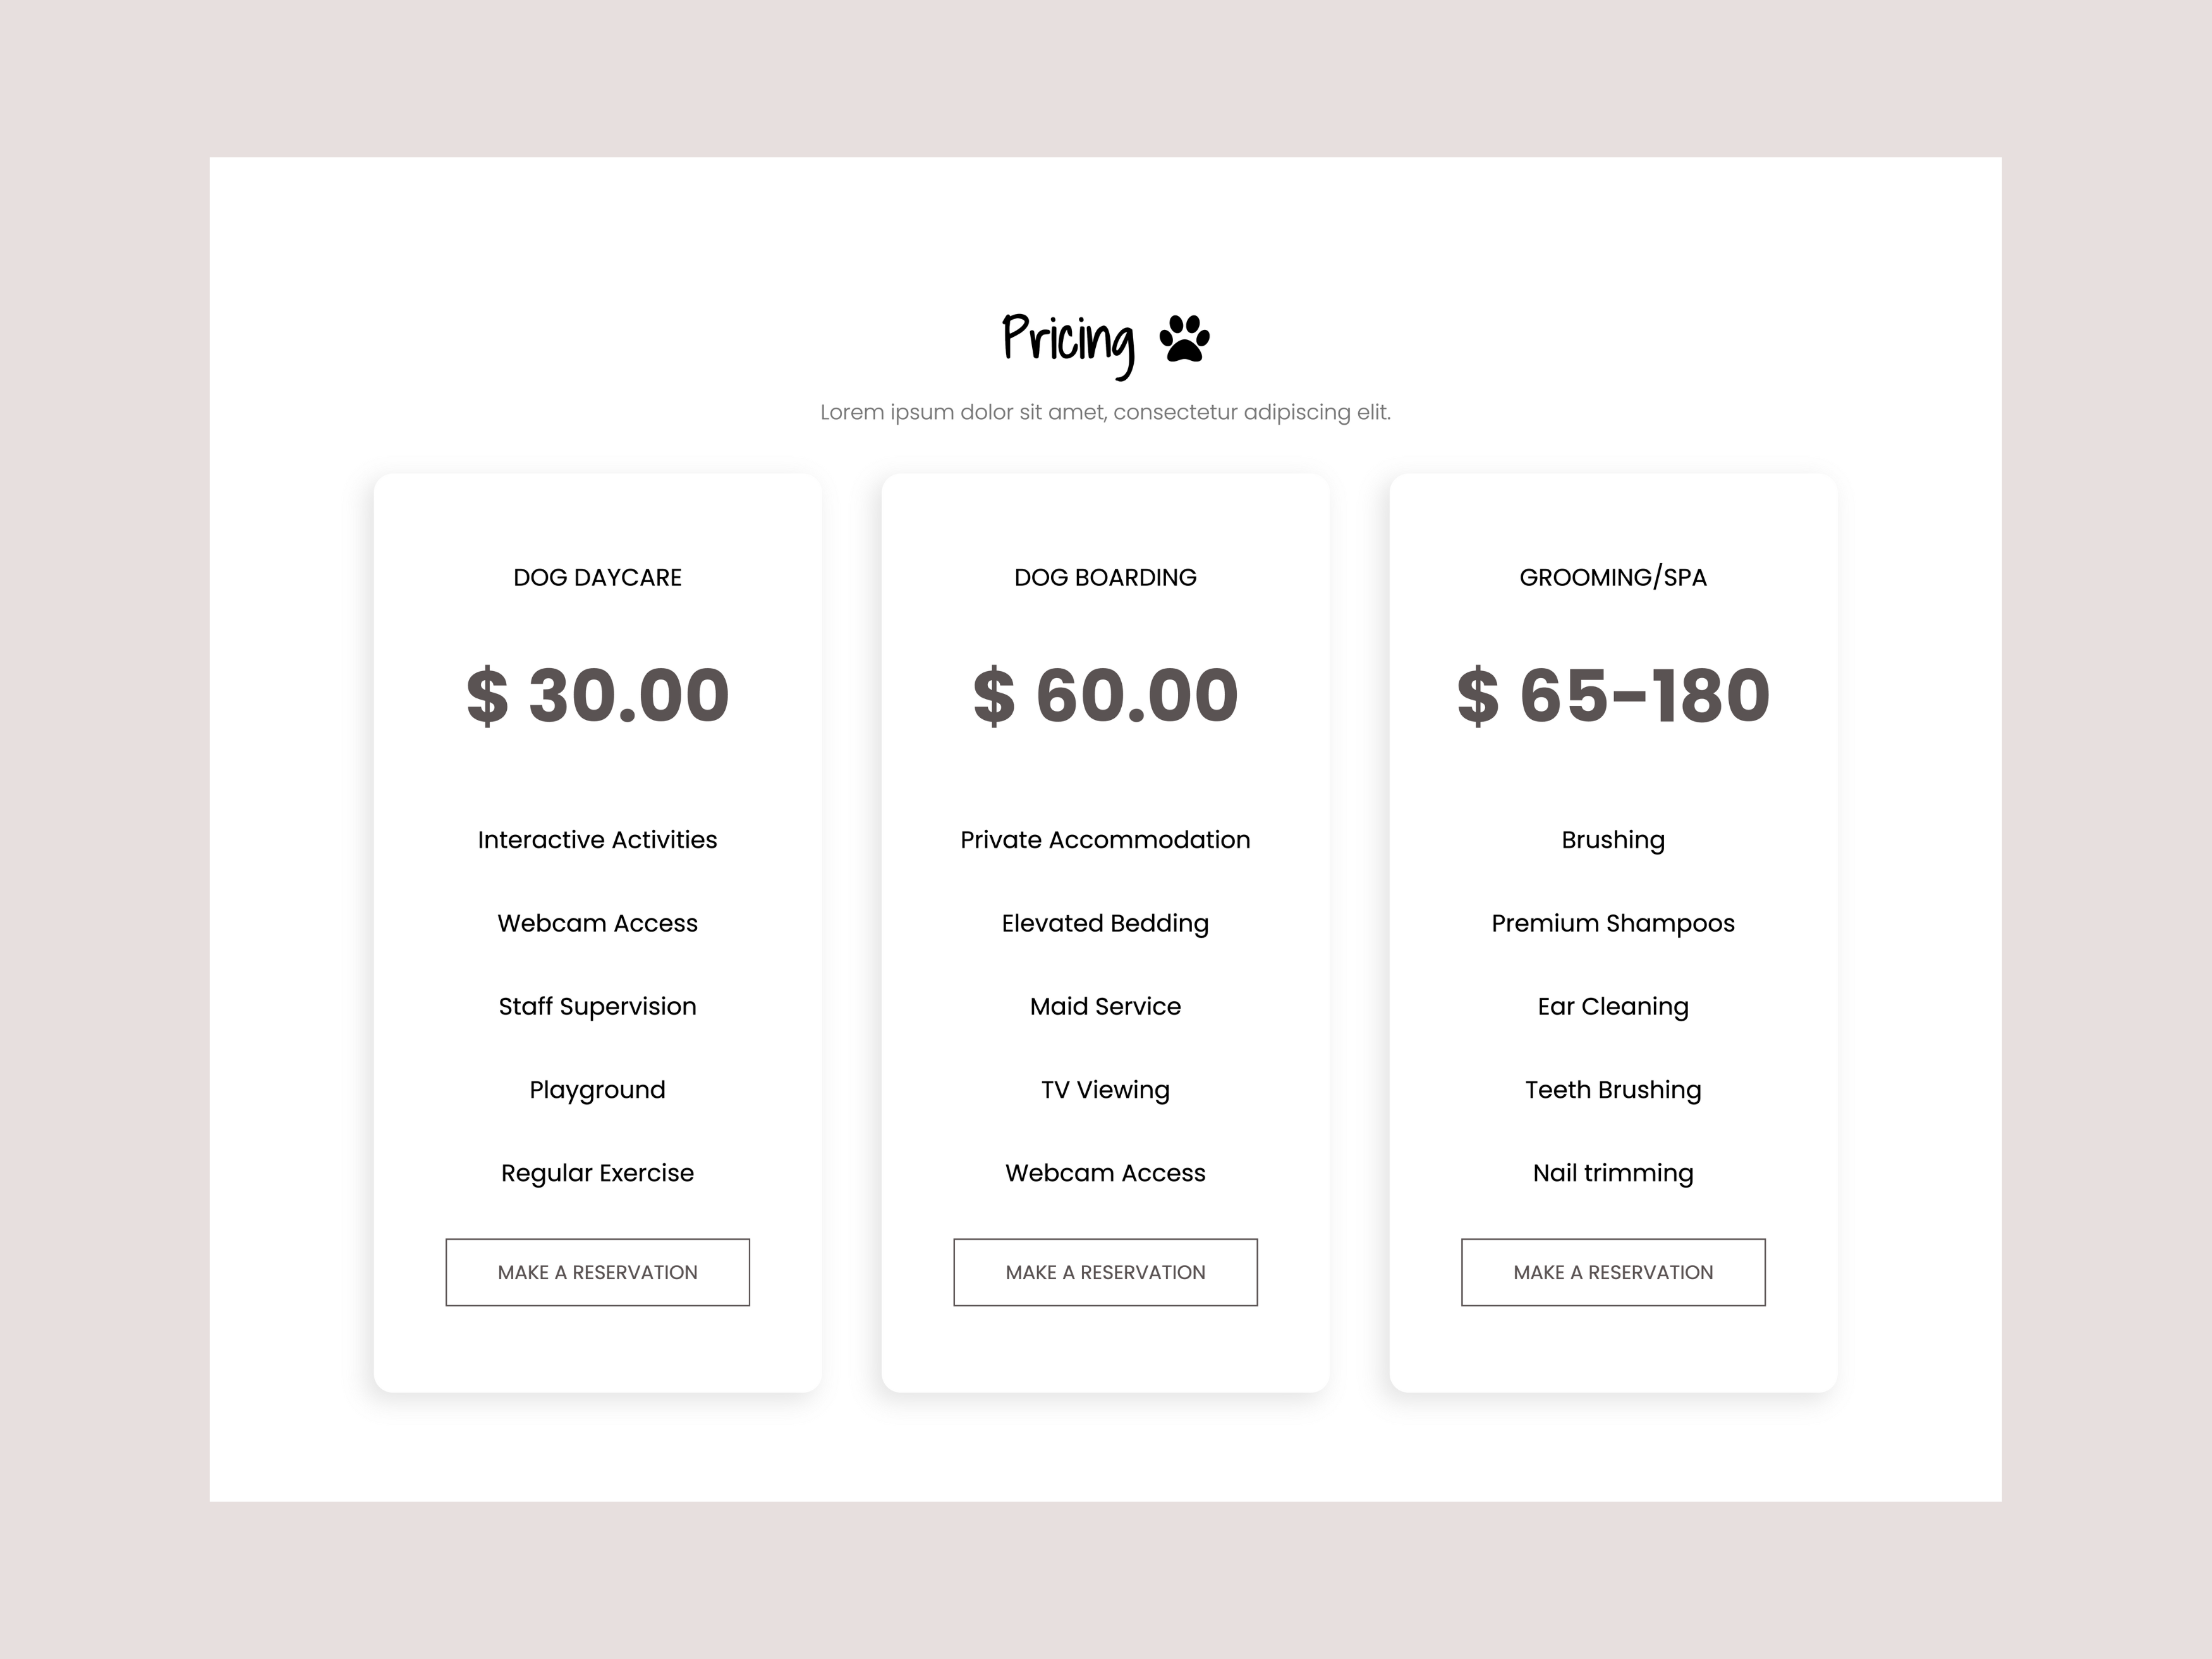 Pricing
Lorem ipsum dolor sit amet, consectetur adipiscing elit.
DOG DAYCARE
$ 30.00
Interactive Activities
Webcam Access
Staff Supervision
Playground
Regular Exercise
MAKE A RESERVATION
DOG BOARDING
$ 60.00
Private Accommodation
Elevated Bedding
Maid Service
TV Viewing
Webcam Access
MAKE A RESERVATION
GROOMING/SPA
$ 65-180
Brushing
Premium Shampoos
Ear Cleaning
Teeth Brushing
Nail trimming
MAKE A RESERVATION